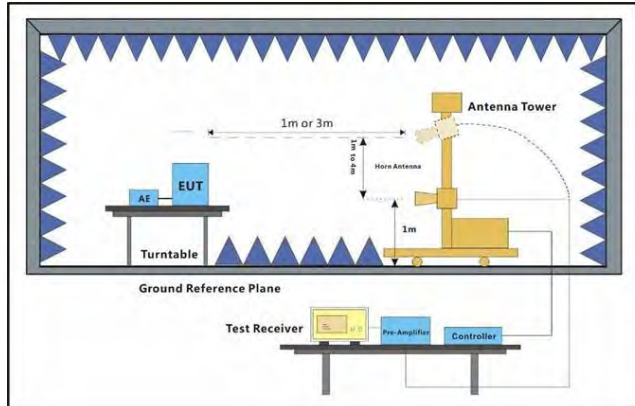 Antenna Tower
1m or 3m
1m to 4m
Horn Antenna
EUT
AE
1m
Turntable
Ground Reference Plane
Test Receiver
Pre-Amplifier
Controller